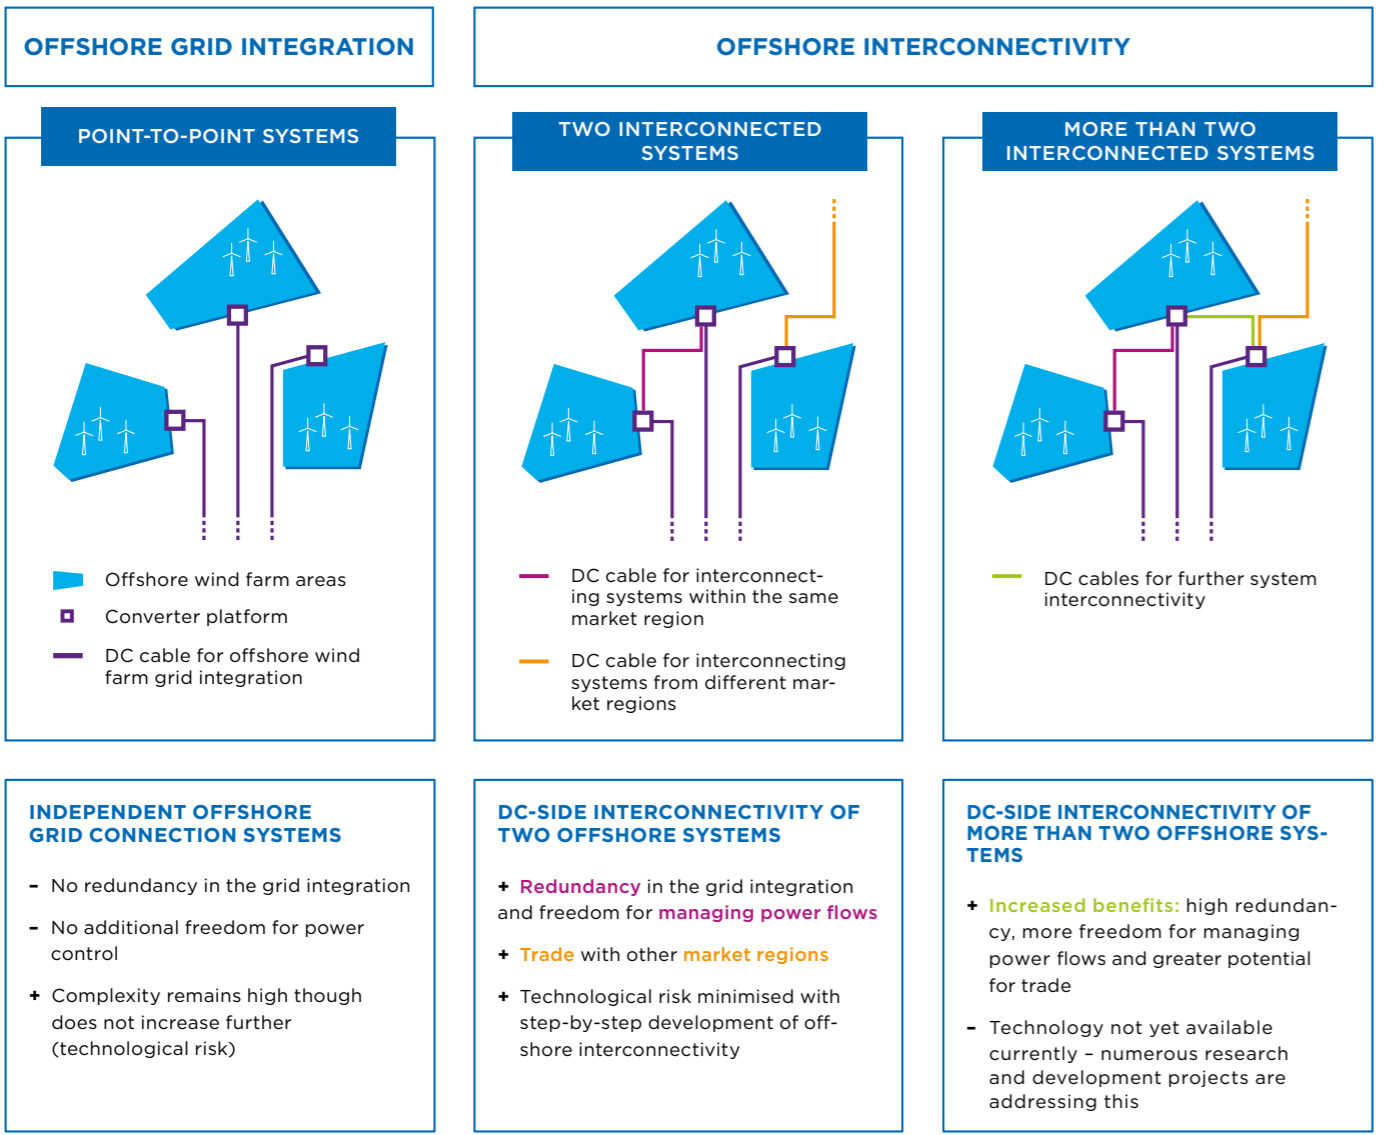 OFFSHORE GRID INTEGRATION
OFFSHORE INTERCONNECTIVITY
POINT-TO-POINT SYSTEMS
Offshore wind farm areas
Converter platform
DC cable for offshore wind
farm grid integration
TWO INTERCONNECTED
SYSTEMS
DC cable for interconnect-
ing systems within the same
market region
DC cable for interconnecting
systems from different mar-
ket regions
MORE THAN TWO
INTERCONNECTED SYSTEMS
DC cables for further system
interconnectivity
INDEPENDENT OFFSHORE
GRID CONNECTION SYSTEMS
– No redundancy in the grid integration
– No additional freedom for power
control
+ Complexity remains high though
does not increase further
(technological risk)
DC-SIDE INTERCONNECTIVITY OF
TWO OFFSHORE SYSTEMS
+ Redundancy in the grid integration
and freedom for managing power flows
+ Trade with other market regions
+ Technological risk minimised with
step-by-step development of off-
shore interconnectivity
DC-SIDE INTERCONNECTIVITY OF
MORE THAN TWO OFFSHORE SYS-
TEMS
+ Increased benefits: high redundan-
cy, more freedom for managing
power flows and greater potential
for trade
– Technology not yet available
currently – numerous research
and development projects are
addressing this